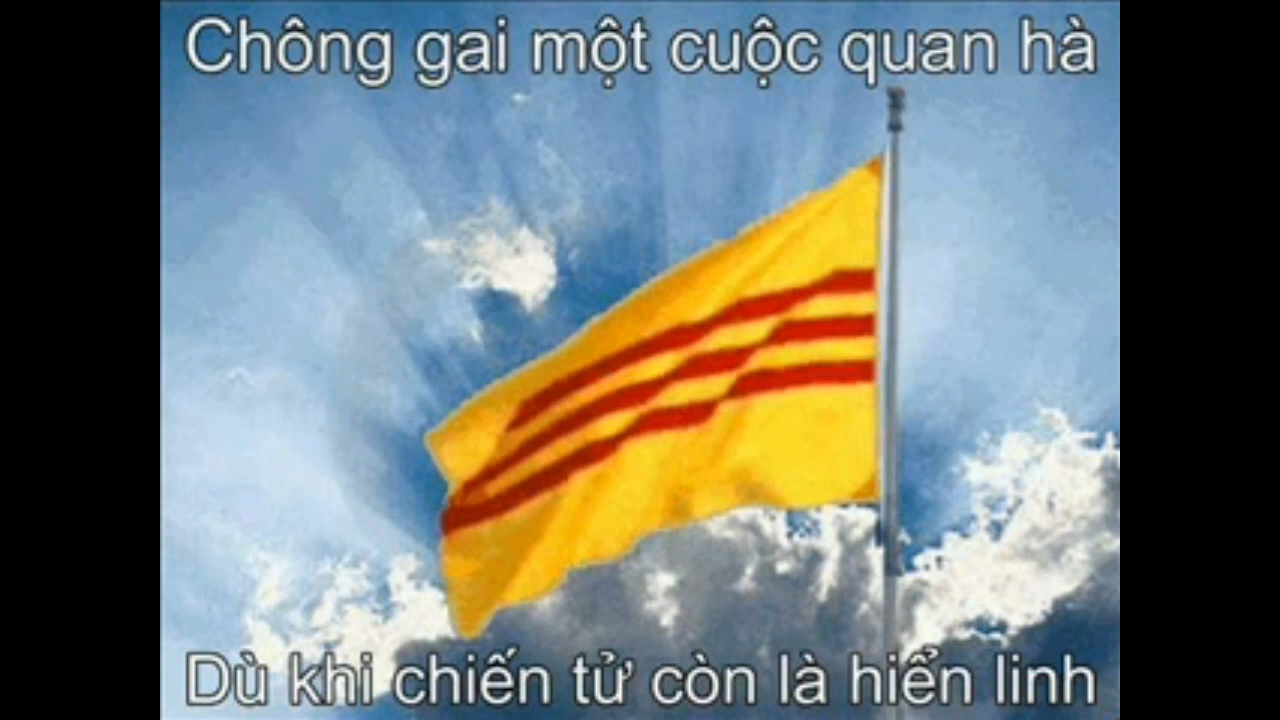 Chông gai một cuộc quan hà
Dù khi chiến tử còn là hiển linh